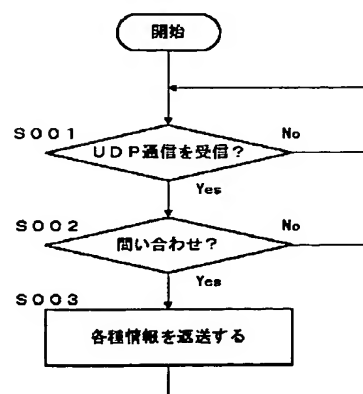 開始
S001
UDP通信を受信?
No
Yes
S002
問い合わせ?
No
Yes
S003
各種情報を返送する